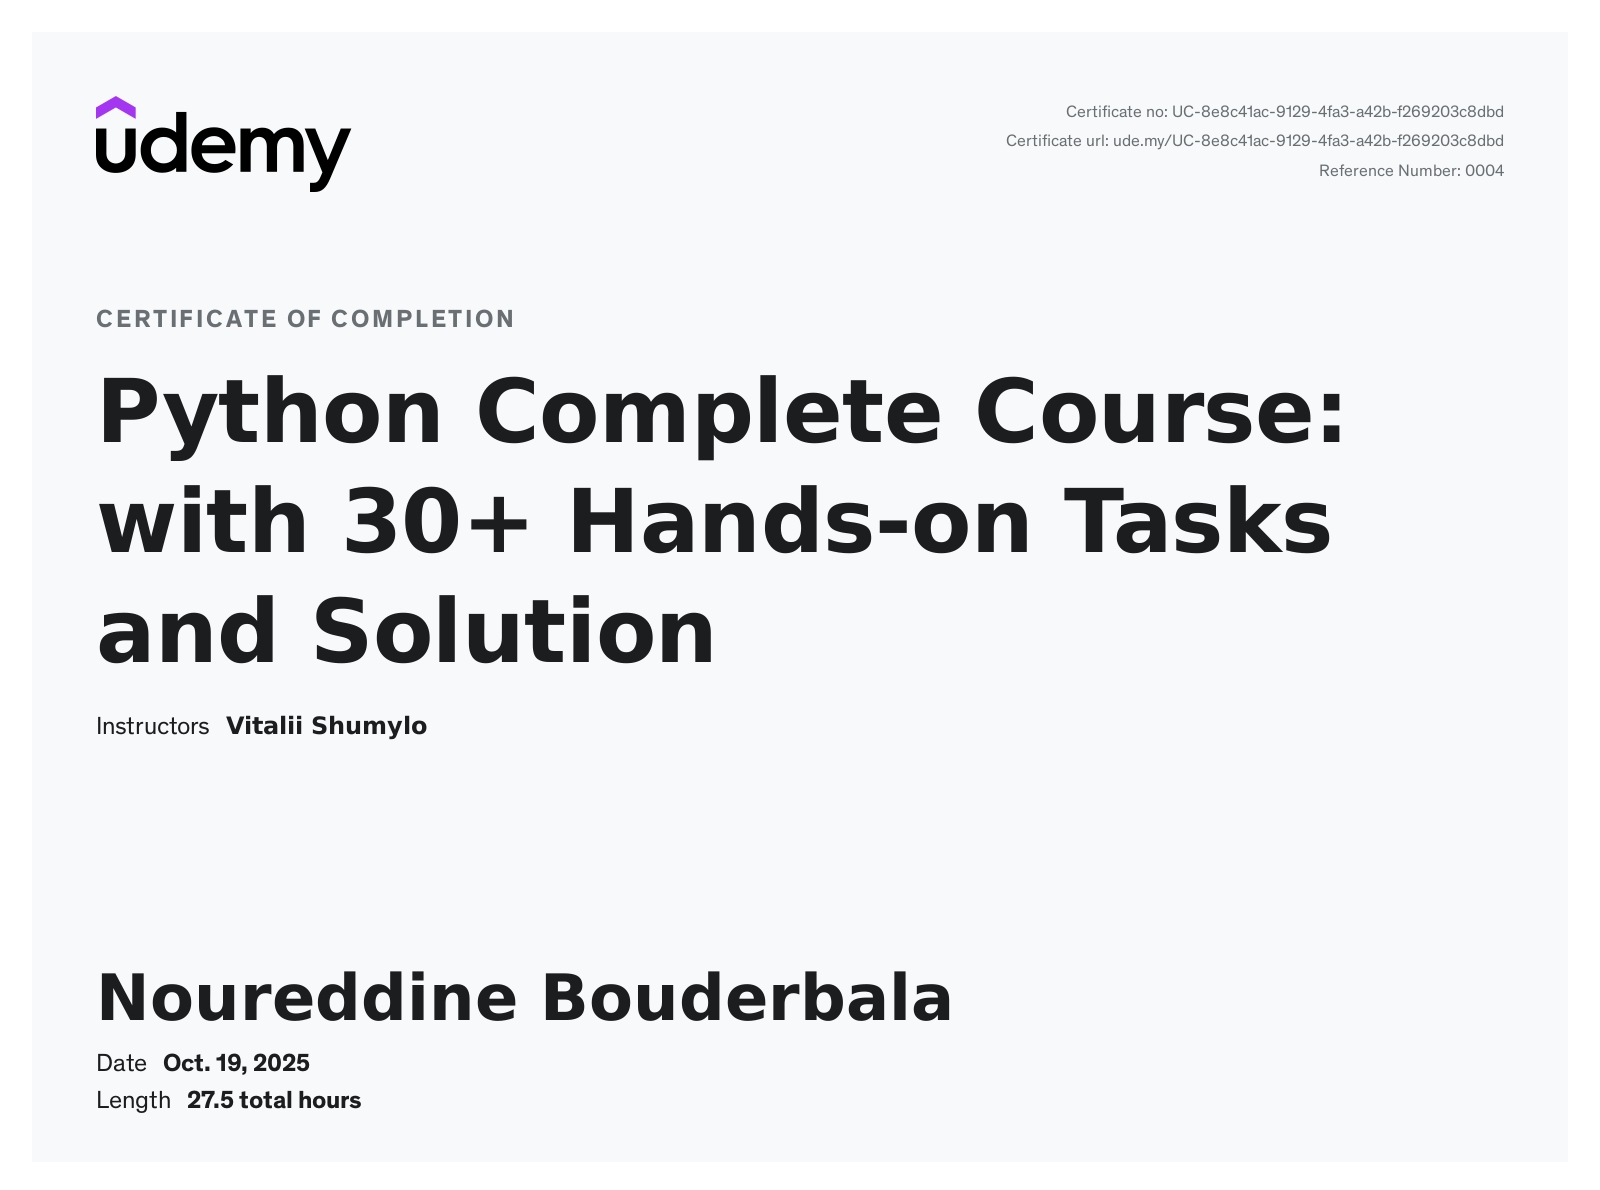 udemy
Certificate no: UC-8e8c41ac-9129-4fa3-a42b-f269203c8dbd
Certificate url: ude.my/UC-8e8c41ac-9129-4fa3-a42b-f269203c8dbd
Reference Number: 0004
CERTIFICATE OF COMPLETION
Python Complete Course:
with 30+ Hands-on Tasks
and Solution
Instructors Vitalii Shumylo
Noureddine Bouderbala
Date Oct. 19, 2025
Length 27.5 total hours